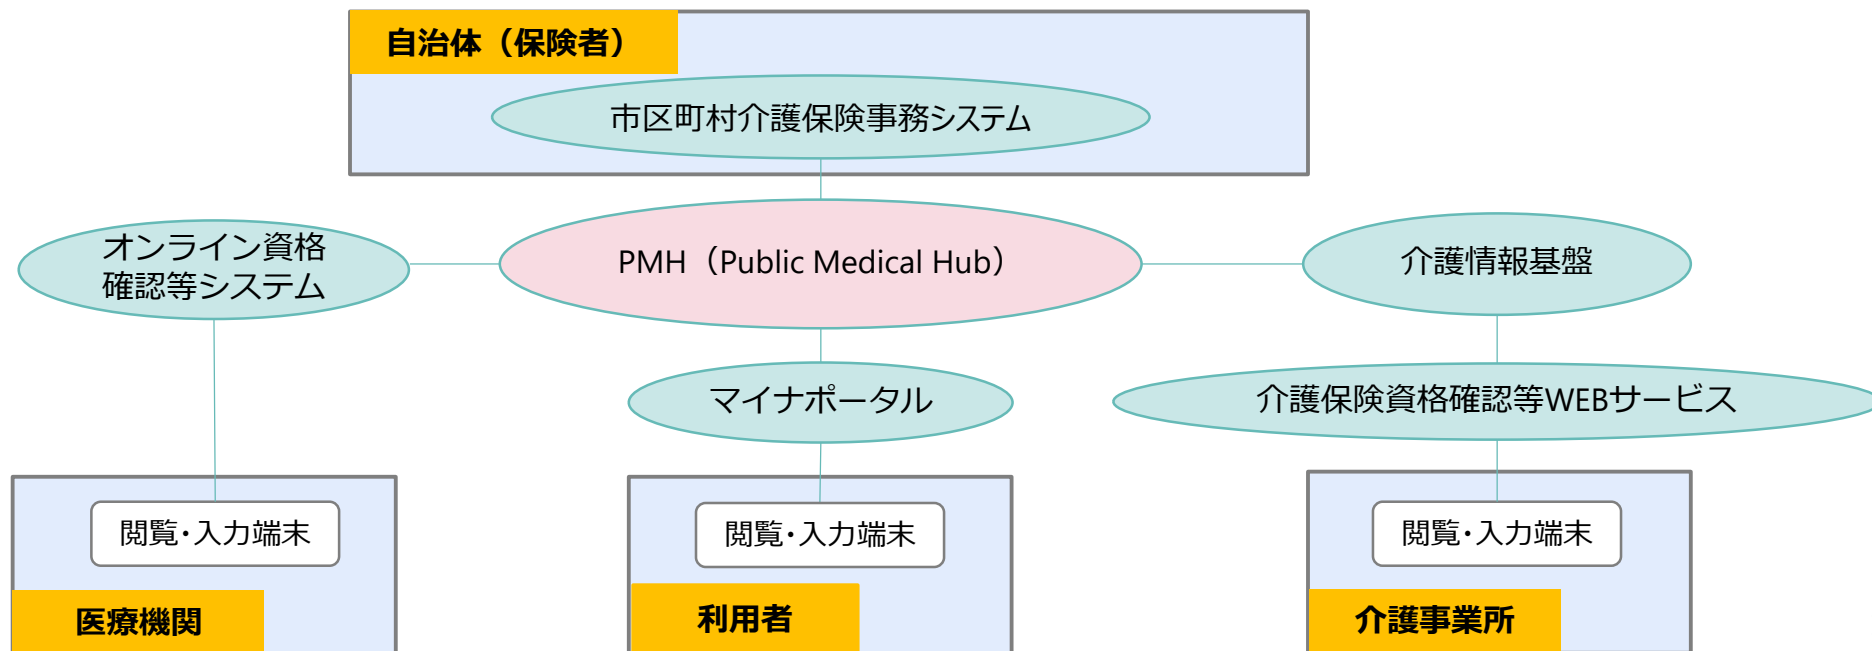 自治体（保険者）
市区町村介護保険事務システム
オンライン資格
確認等システム
PMH（Public Medical Hub）
介護情報基盤
マイナポータル
介護保険資格確認等WEBサービス
閲覧･入力端末
閲覧･入力端末
閲覧･入力端末
医療機関
利用者
介護事業所